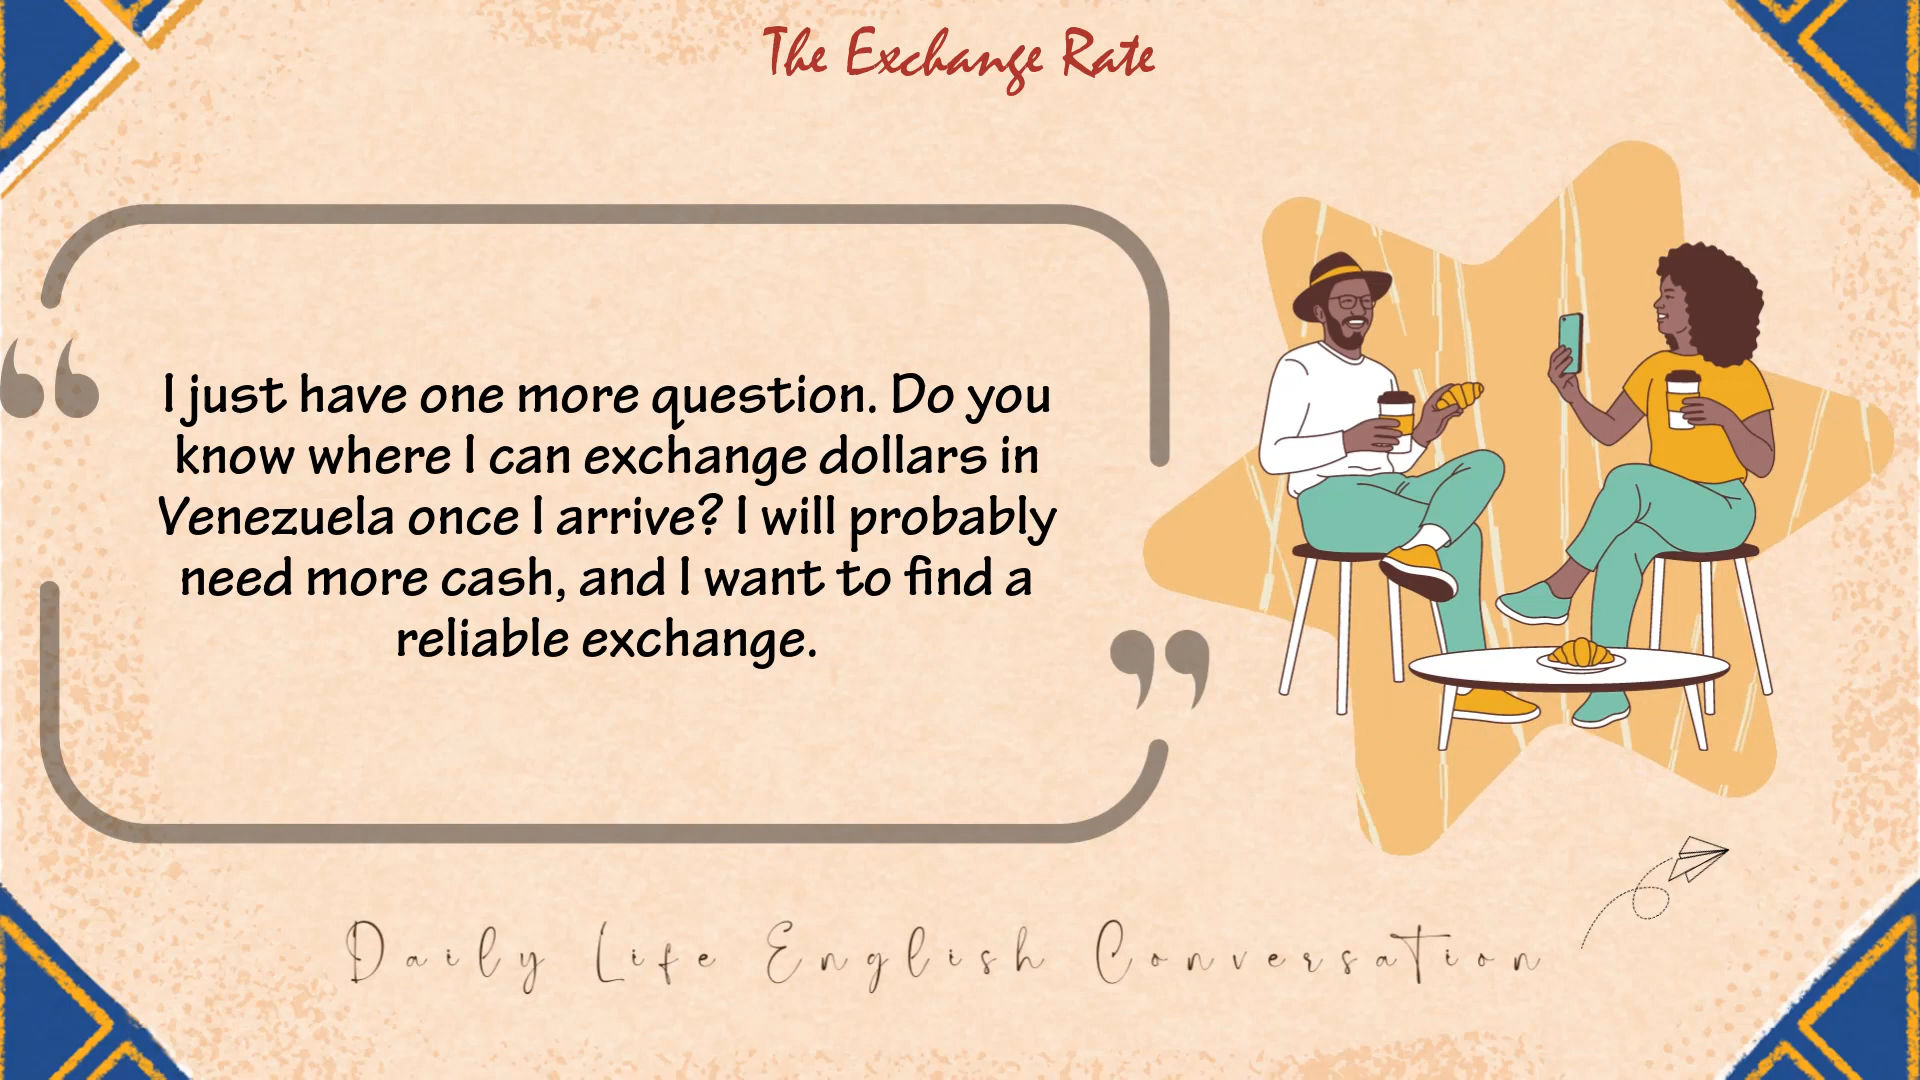 The Exchange Rate
I just have one more question. Do you
know where I can exchange dollars in
Venezuela once I arrive? I will probably
need more cash, and I want to find a
reliable exchange.
Daily Life English Conversation